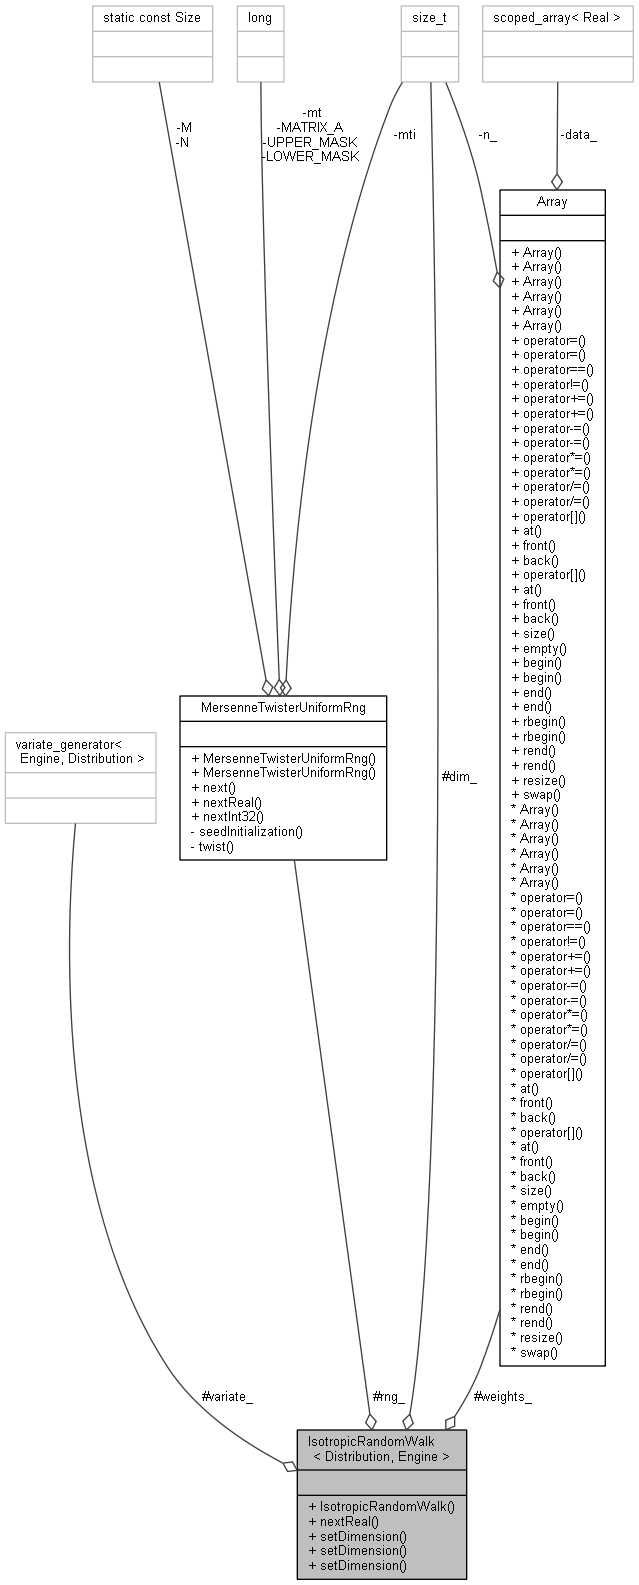 static const Size
long
size_t
scoped_array< Real >
-M
-N
-mt
-MATRIX_A
-UPPER_MASK
-LOWER_MASK
-mti
-n_
-data_
Array
+ Array()
+ Array()
+ Array()
+ Array()
+ Array()
+ Array()
+ operator=()
+ operator=()
+ operator==()
+ operator!=()
+ operator+=()
+ operator+=()
+ operator-=()
+ operator-=()
+ operator*=()
+ operator*=()
+ operator/=()
+ operator/=()
+ operator[]()
+ at()
+ front()
+ back()
+ operator[]()
+ at()
+ front()
+ back()
+ size()
+ empty()
+ begin()
+ begin()
+ end()
+ end()
+ rbegin()
+ rbegin()
+ rend()
+ rend()
+ resize()
+ swap()
* Array()
* Array()
* Array()
* Array()
* Array()
* Array()
* operator=()
* operator=()
* operator==()
* operator!=()
* operator+=()
* operator+=()
* operator-=()
* operator-=()
* operator*=()
* operator*=()
* operator/=()
* operator/=()
* operator[]()
* at()
* front()
* back()
* operator[]()
* at()
* front()
* back()
* size()
* empty()
* begin()
* begin()
* end()
* end()
* rbegin()
* rbegin()
* rend()
* rend()
* resize()
* swap()
MersenneTwisterUniformRng
+ MersenneTwisterUniformRng()
+ MersenneTwisterUniformRng()
+ next()
+ nextReal()
+ nextInt32()
- seedInitialization()
- twist()
variate_generator<
Engine, Distribution >
#dim_
#variate_
#rng_
#weights_
IsotropicRandomWalk
< Distribution, Engine >
+ IsotropicRandomWalk()
+ nextReal()
+ setDimension()
+ setDimension()
+ setDimension()